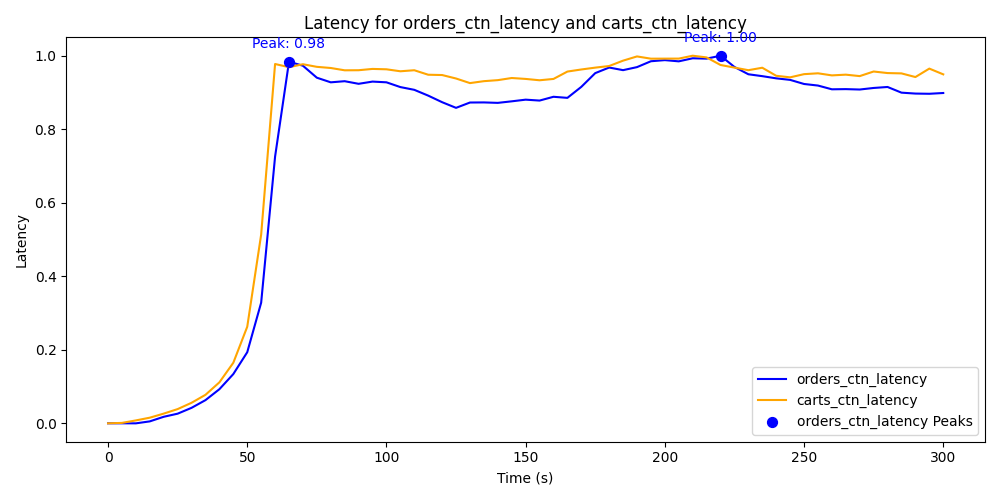 Latency for orders_ctn_latency and carts_ctn_latency
Peak: 0.98
Peak: 1.00
1.0
0.8
0.6
0.4
0.2
0.0
Latency
0 50 100 150 200 250 300
Time (s)
orders_ctn_latency
carts_ctn_latency
orders_ctn_latency Peaks